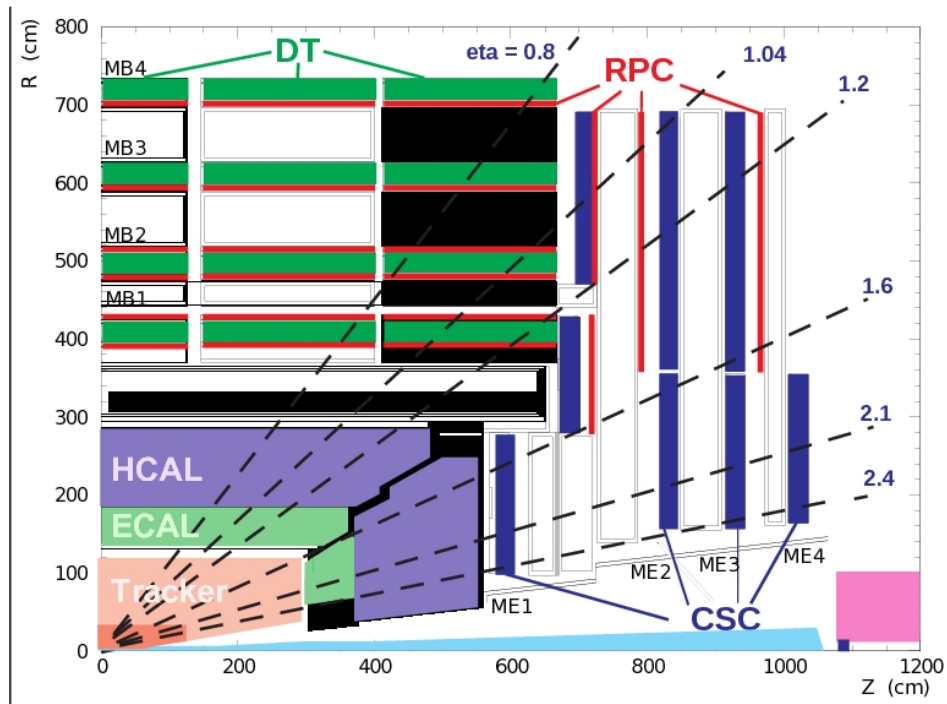 R (cm)
800
700
600
500
400
300
200
100
0
DT
eta = 0.8
1.04
RPC
1.2
MB4
MB3
MB2
MB1
1.6
2.1
2.4
HCAL
ECAL
Tracker
ME1
ME2
ME3
ME4
CSC
0
200
400
600
800
1000
1200
Z (cm)